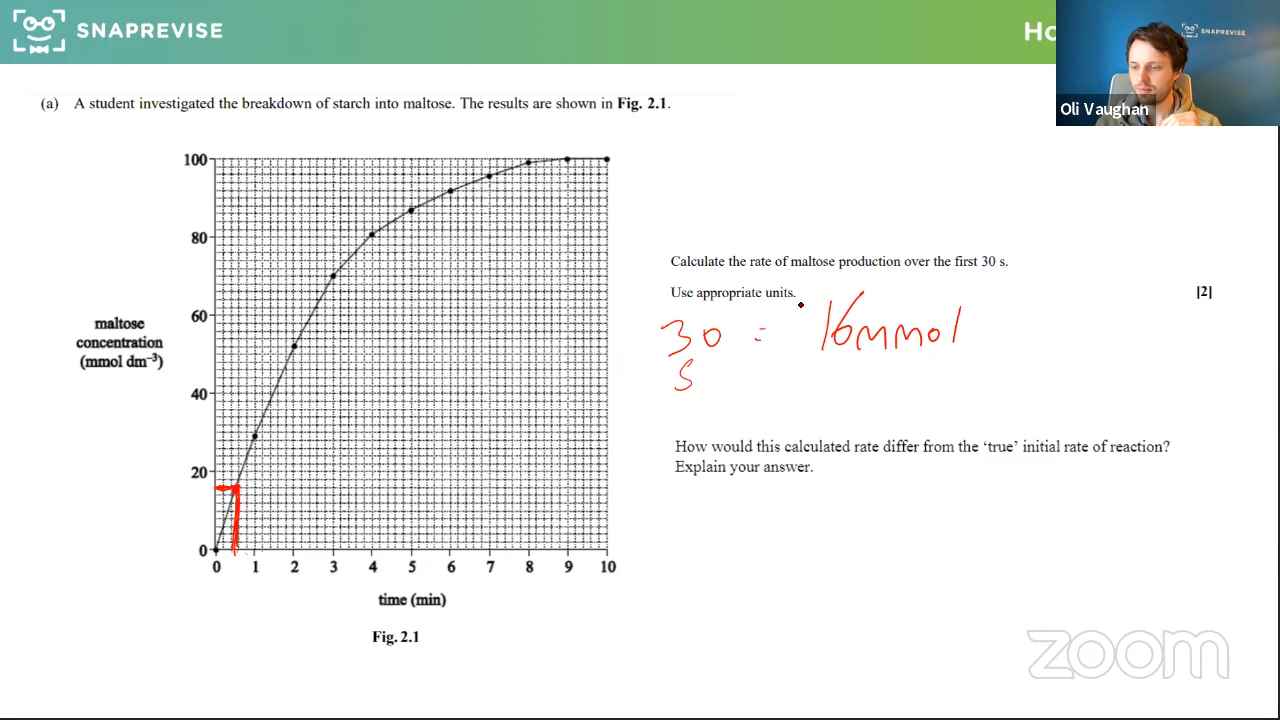 SNAPREVISE
Ho
SNAPREVISE
Oli Vaughan
(a) A student investigated the breakdown of starch into maltose. The results are shown in Fig. 2.1.
100
80
60
40
20
0
maltose
concentration
(mmol dm⁻³)
0 1 2 3 4 5 6 7 8 9 10
time (min)
Fig. 2.1
Calculate the rate of maltose production over the first 30 s.
Use appropriate units. [2]
30 = 16mmol
s
How would this calculated rate differ from the ‘true’ initial rate of reaction?
Explain your answer.
zoom